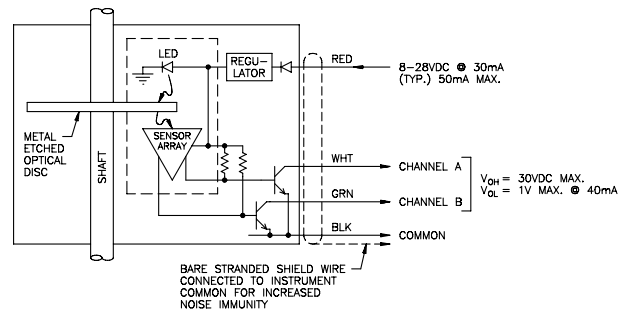 LED
REGU-
LATOR
RED
8-28VDC @ 30mA
(TYP.) 50mA MAX.
METAL
ETCHED
OPTICAL
DISC
SHAFT
SENSOR
ARRAY
WHT
CHANNEL A
VOH = 30VDC MAX.
VOL = 1V MAX. @ 40mA
GRN
CHANNEL B
BLK
COMMON
BARE STRANDED SHIELD WIRE
CONNECTED TO INSTRUMENT
COMMON FOR INCREASED
NOISE IMMUNITY